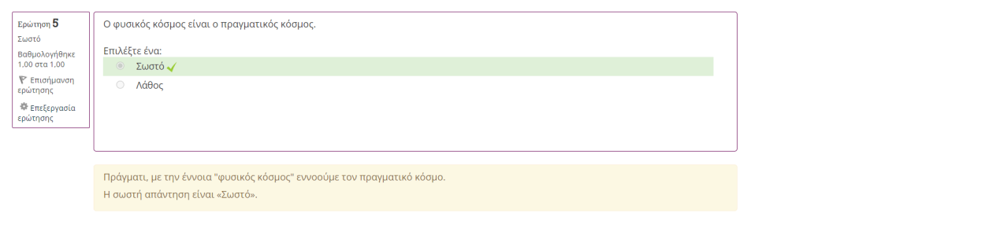 Ερώτηση 5
Σωστό
Βαθμολογήθηκε
1,00 στα 1,00
Επισήμανση
ερώτησης
Επεξεργασία
ερώτησης
Ο φυσικός κόσμος είναι ο πραγματικός κόσμος.
Επιλέξτε ένα:
Σωστό
Λάθος
Πράγματι, με την έννοια "φυσικός κόσμος" εννοούμε τον πραγματικό κόσμο.
Η σωστή απάντηση είναι «Σωστό».